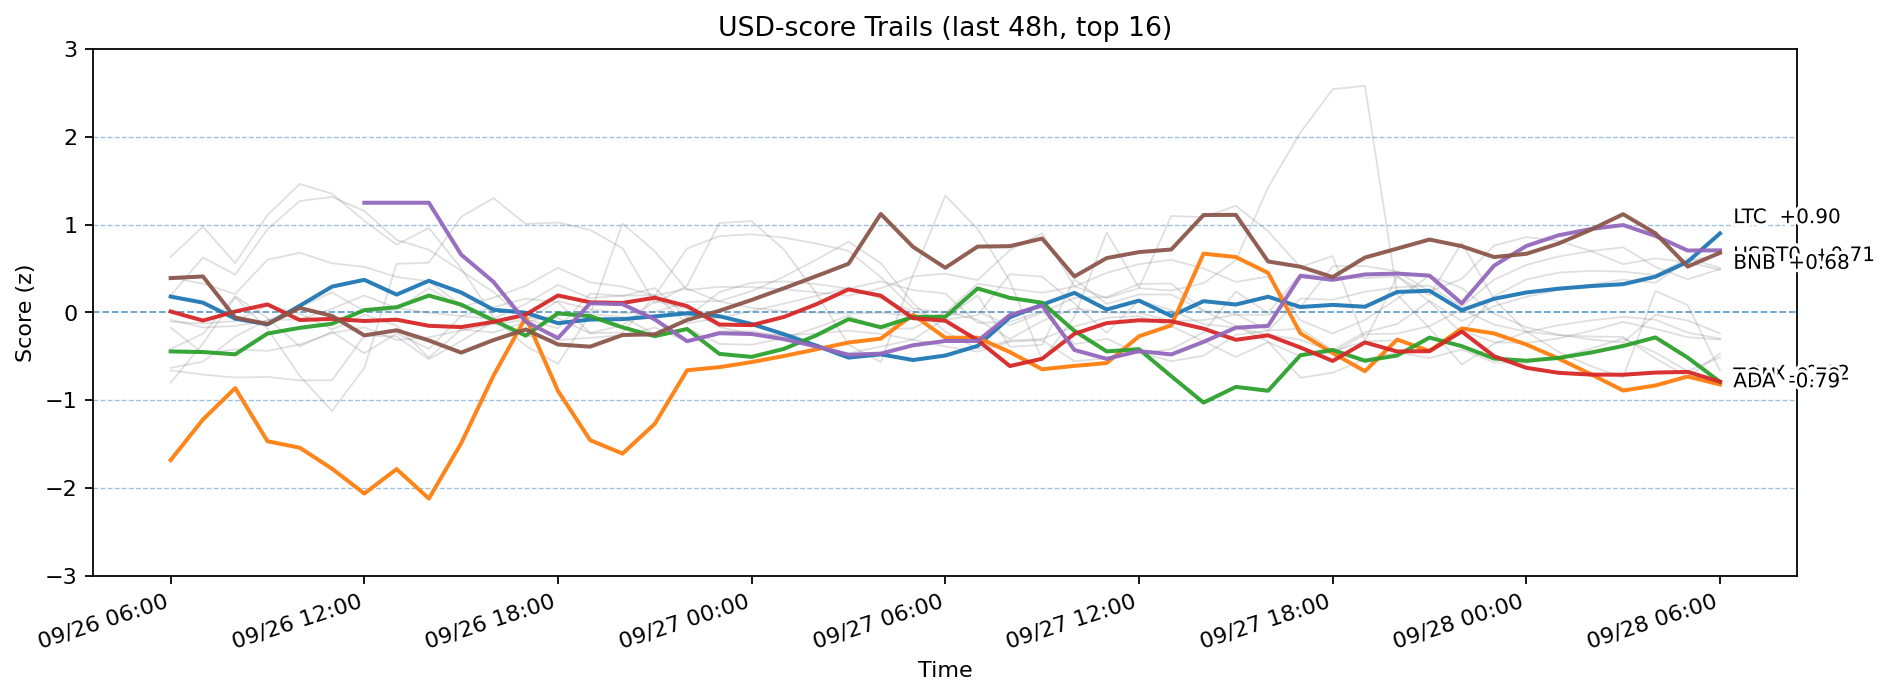 USD-score Trails (last 48h, top 16)
Score (z)
3
2
1
0
−1
−2
−3
LTC +0.90
BNB +0.68
ADA -0.79
09/26 06:00
09/26 12:00
09/26 18:00
09/27 00:00
09/27 06:00
09/27 12:00
09/27 18:00
09/28 00:00
09/28 06:00
Time